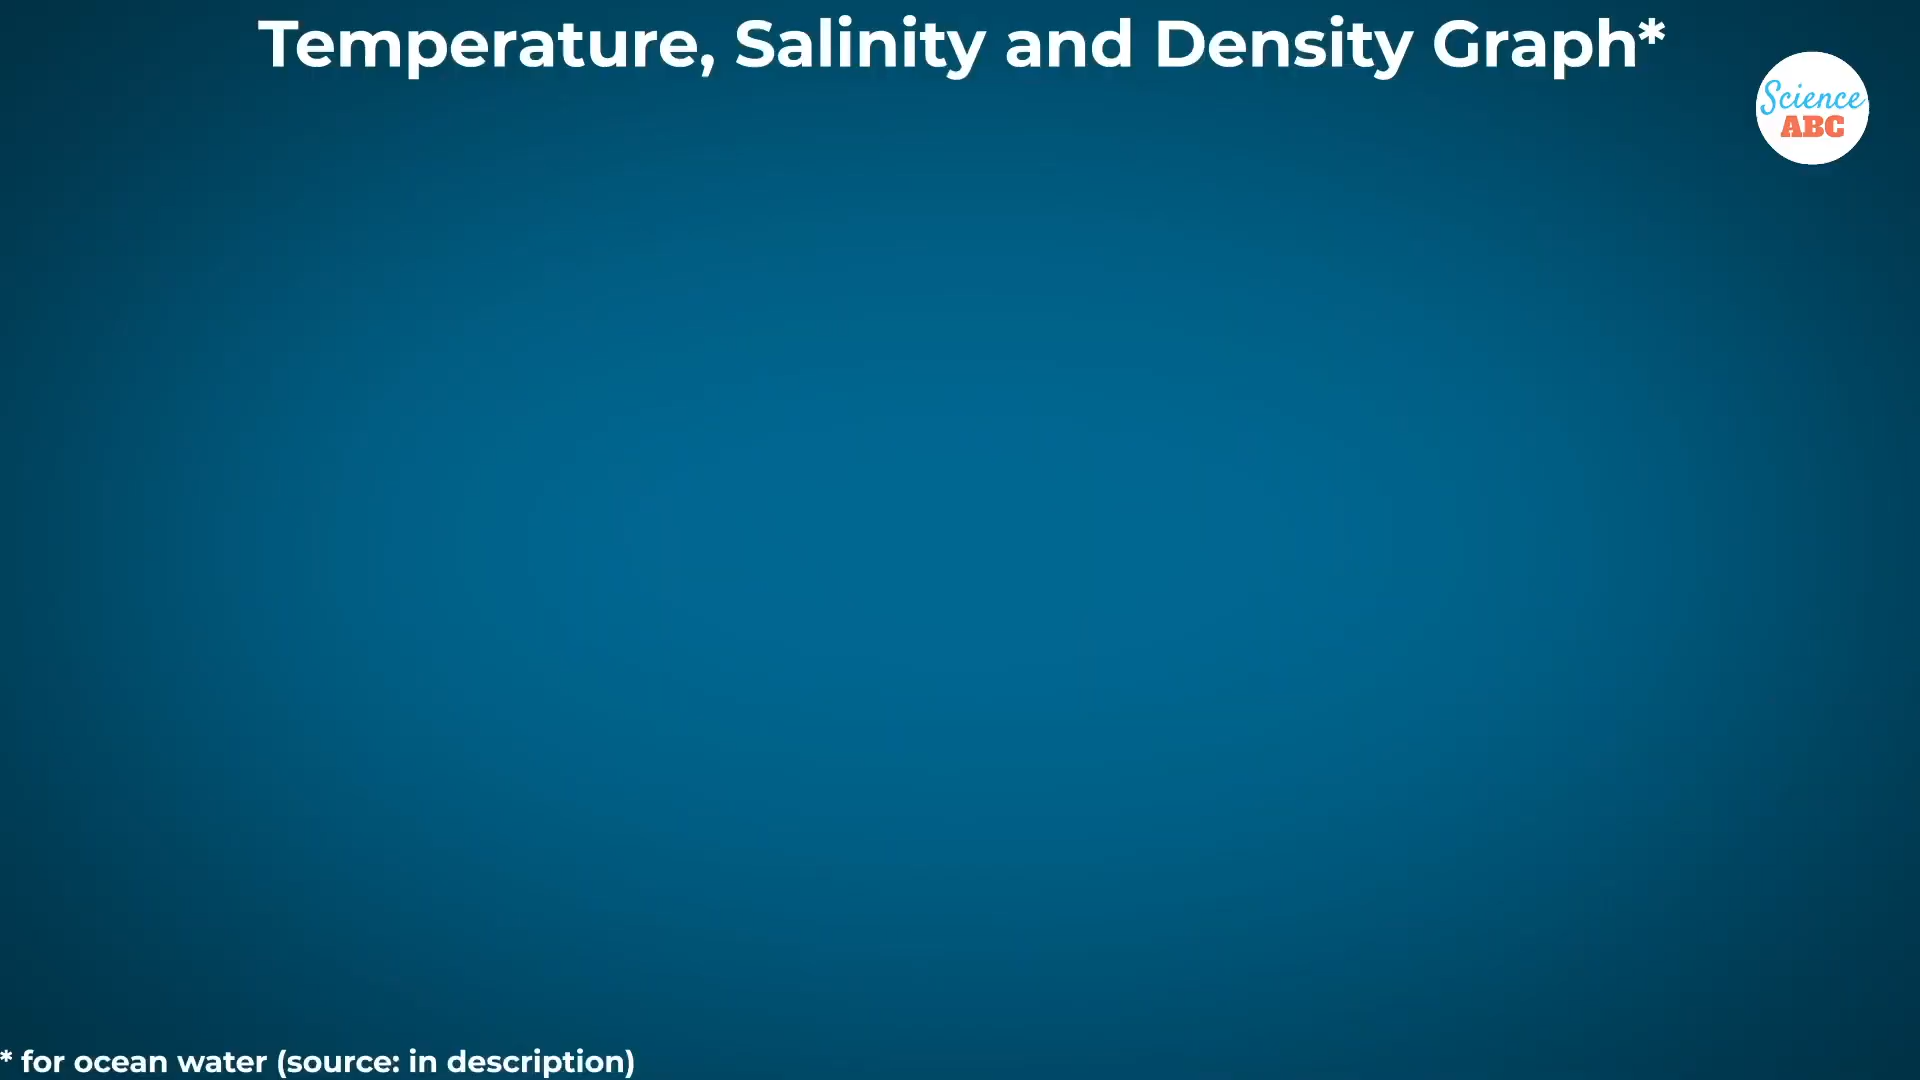 Temperature, Salinity and Density Graph*
Science
ABC
* for ocean water (source: in description)